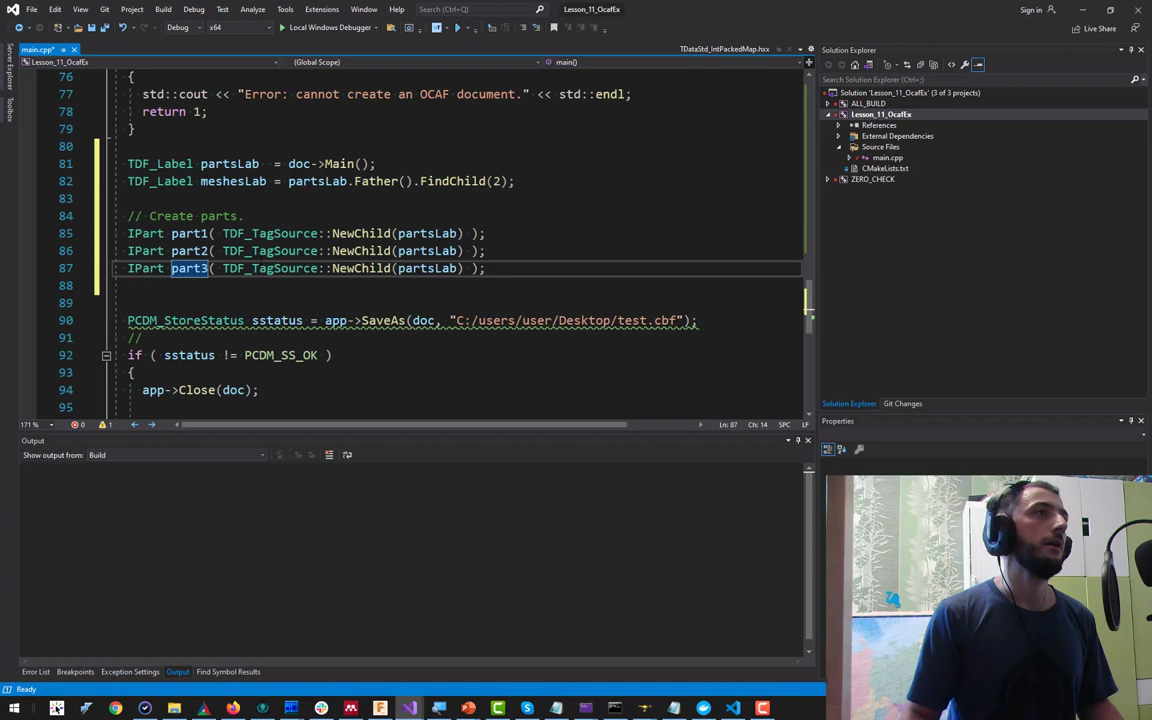 File Edit View Git Project Build Debug Test Analyze Tools Extensions Window Help Search (Ctrl+Q) Lesson_11_OcafEx Sign in
Debug x64 Local Windows Debugger Live Share
main.cpp* TDataStd_IntPackedMap.hxx
Lesson_11_OcafEx (Global Scope) main()
Server Explorer
Toolbox
76 {
77 std::cout << "Error: cannot create an OCAF document." << std::endl;
78 return 1;
79 }
80
81 TDF_Label partsLab = doc->Main();
82 TDF_Label meshesLab = partsLab.Father().FindChild(2);
83
84 // Create parts.
85 IPart part1( TDF_TagSource::NewChild(partsLab) );
86 IPart part2( TDF_TagSource::NewChild(partsLab) );
87 IPart part3( TDF_TagSource::NewChild(partsLab) );
88
89
90 PCDM_StoreStatus sstatus = app->SaveAs(doc, "C:/users/user/Desktop/test.cbf");
91 //
92 if ( sstatus != PCDM_SS_OK )
93 {
94 app->Close(doc);
95
171 % 0 1 Ln: 87 Ch: 14 SPC LF
Output
Show output from: Build
Error List Breakpoints Exception Settings Output Find Symbol Results
Ready
Solution Explorer
Search Solution Explorer (Ctrl+;)
Solution 'Lesson_11_OcafEx' (3 of 3 projects)
ALL_BUILD
Lesson_11_OcafEx
References
External Dependencies
Source Files
main.cpp
CMakeLists.txt
ZERO_CHECK
Solution Explorer Git Changes
Properties